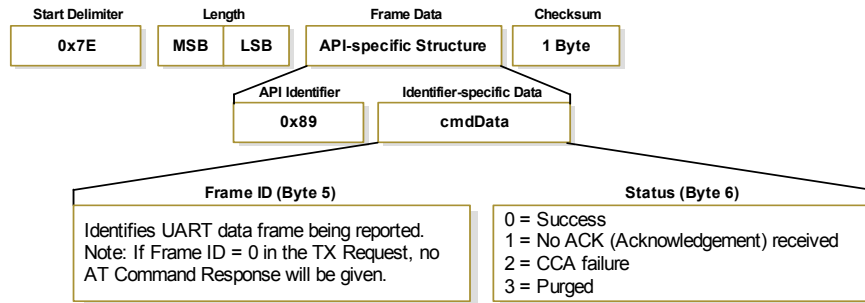 Start Delimiter Length Frame Data Checksum
0x7E MSB LSB API-specific Structure 1 Byte
API Identifier Identifier-specific Data
0x89 cmdData
Frame ID (Byte 5)
Identifies UART data frame being reported.
Note: If Frame ID = 0 in the TX Request, no
AT Command Response will be given.
Status (Byte 6)
0 = Success
1 = No ACK (Acknowledgement) received
2 = CCA failure
3 = Purged